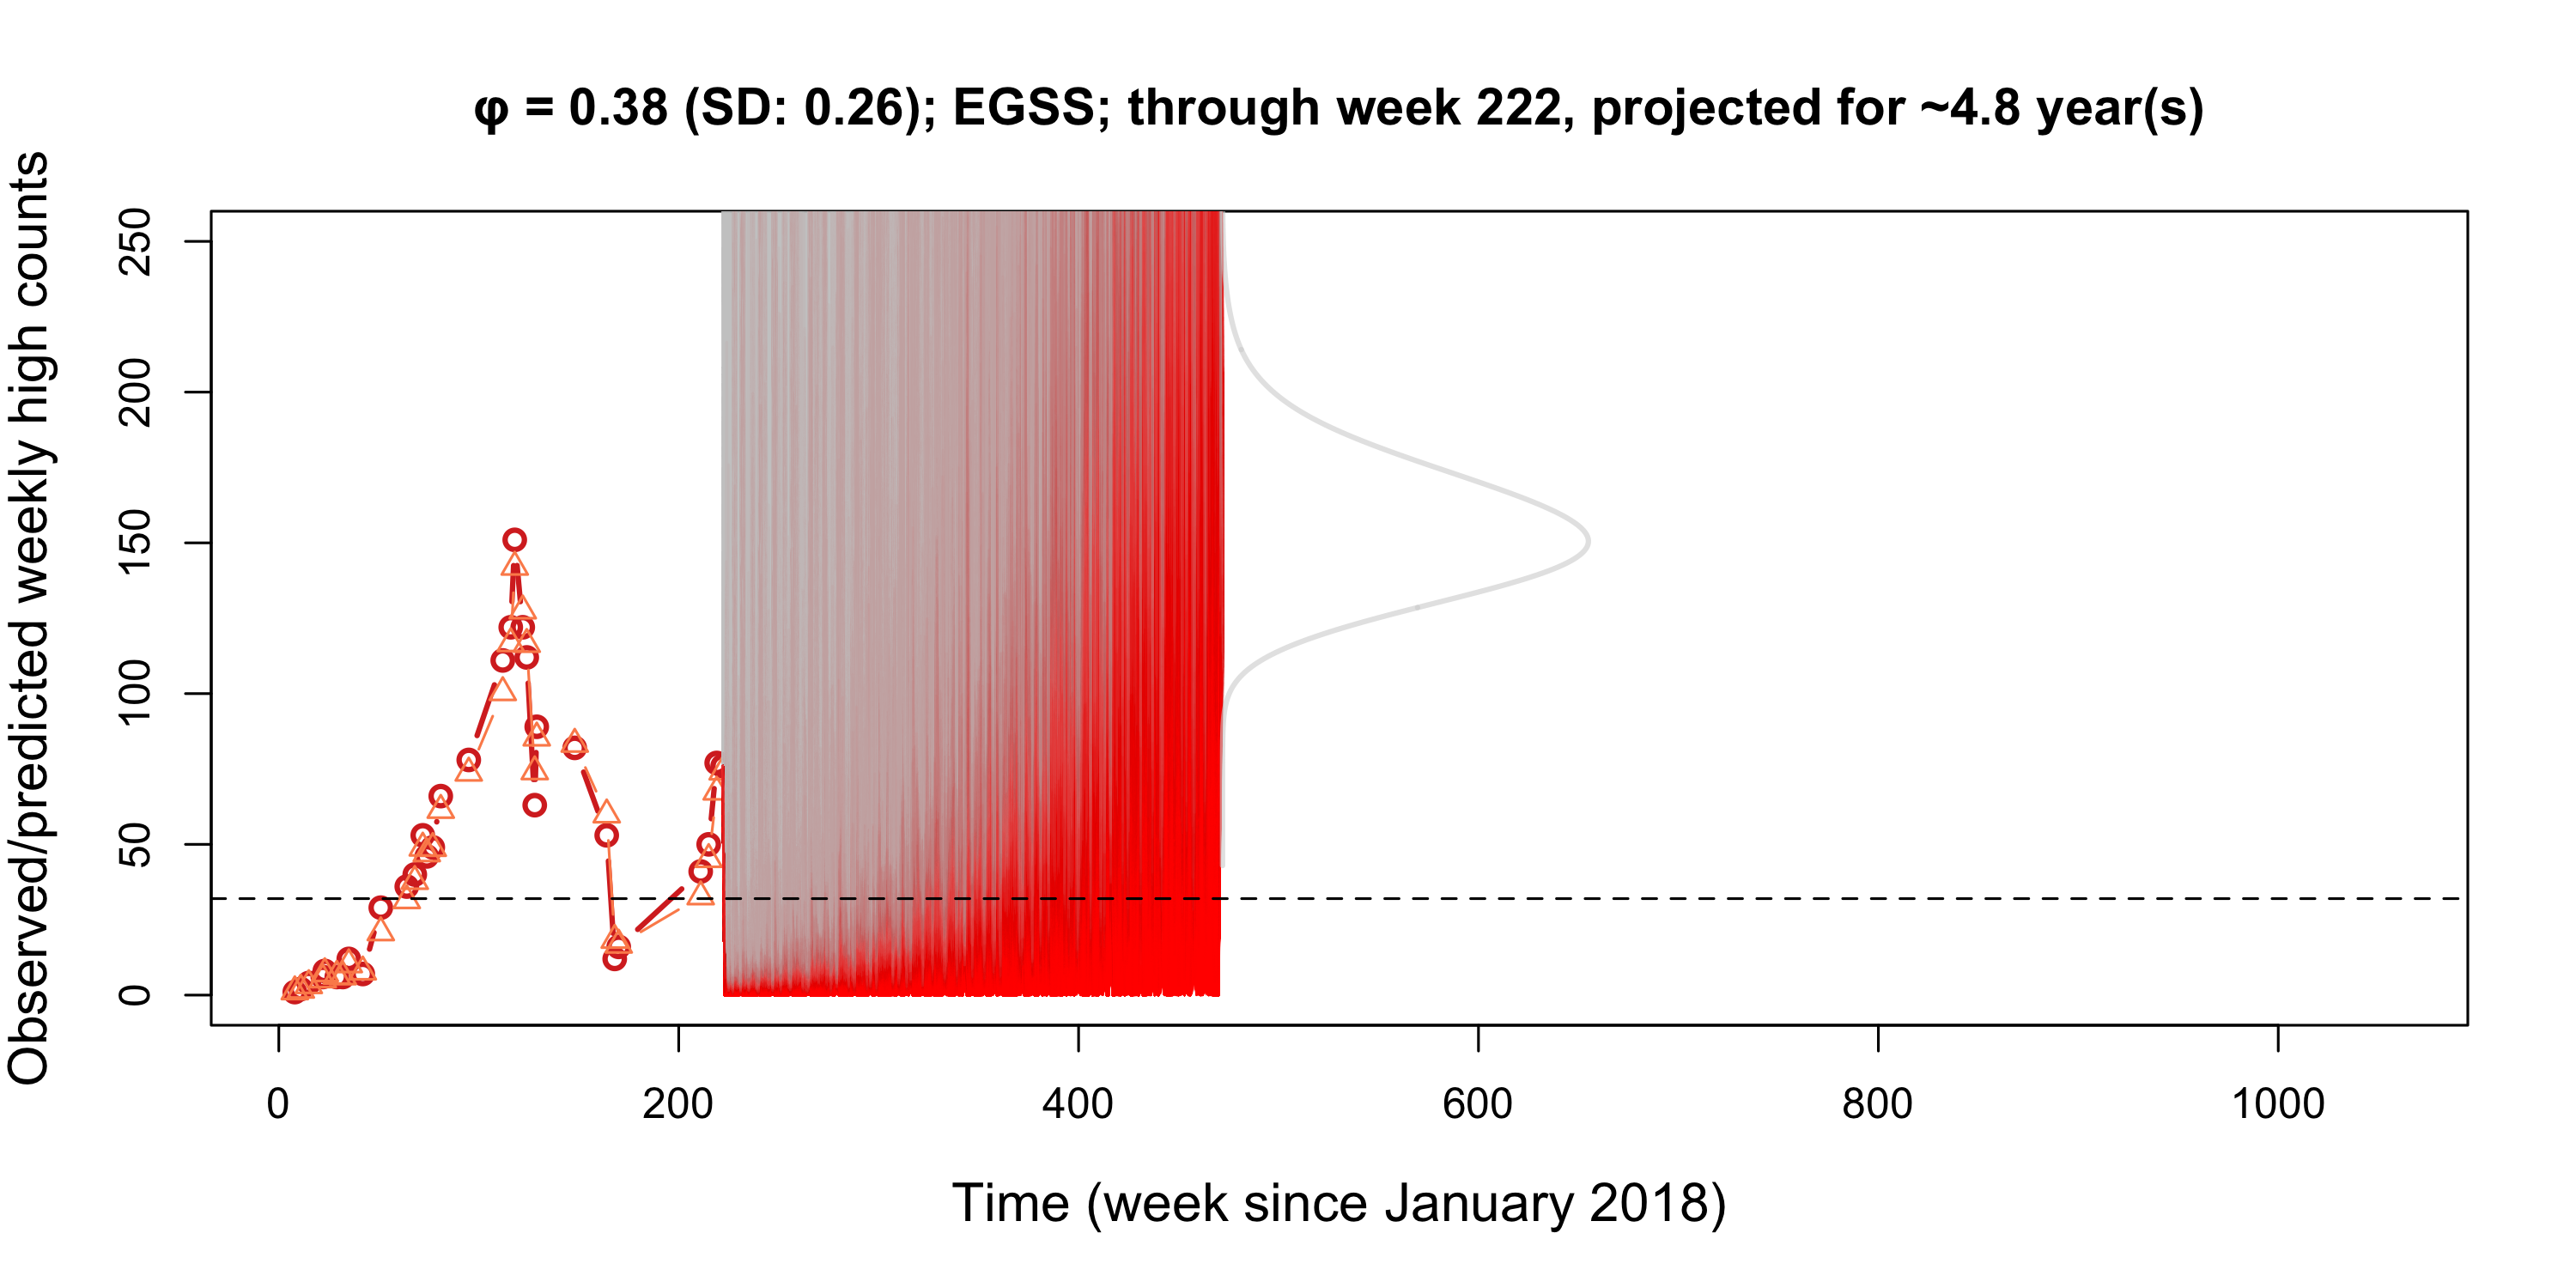 φ = 0.38 (SD: 0.26); EGSS; through week 222, projected for ~4.8 year(s)
Observed/predicted weekly high counts
250
200
150
100
50
0
0 200 400 600 800 1000
Time (week since January 2018)